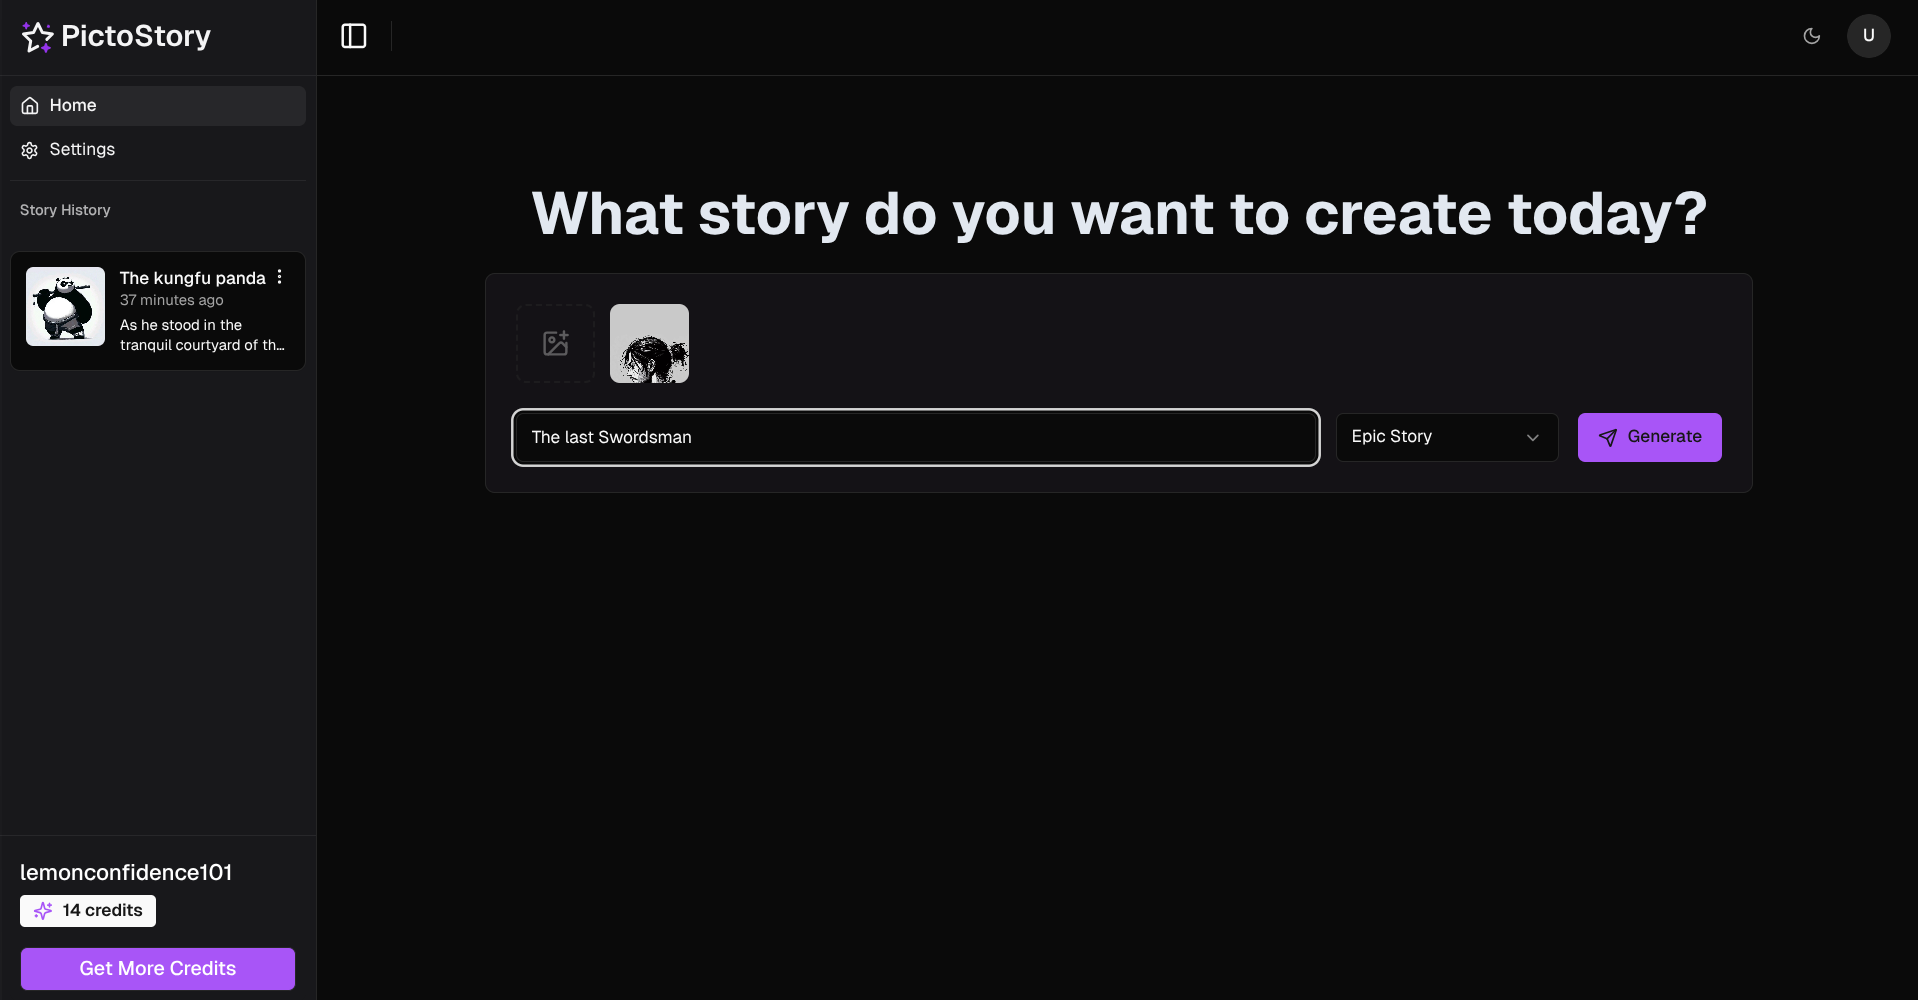 PictoStory
U
Home
Settings
Story History
The kungfu panda
37 minutes ago
As he stood in the
tranquil courtyard of th...
What story do you want to create today?
The last Swordsman
Epic Story
Generate
lemonconfidence101
14 credits
Get More Credits